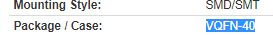 Mounting Style: SMD/SMT
Package / Case: VQFN-40